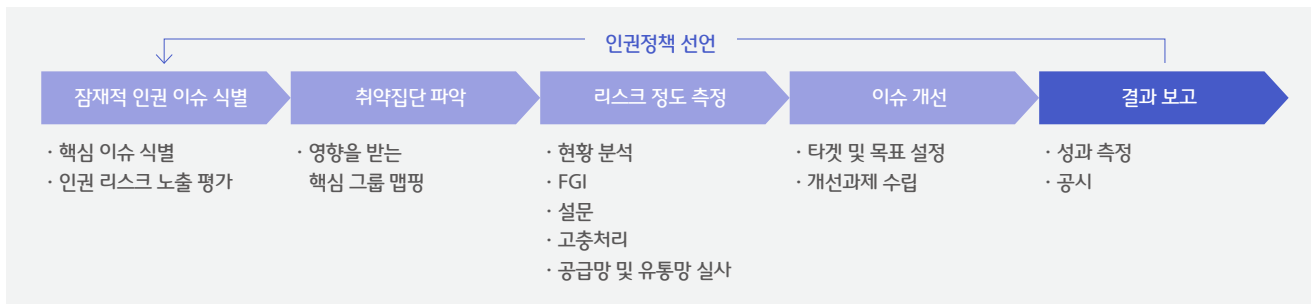 인권정책 선언
잠재적 인권 이슈 식별
취약집단 파악
리스크 정도 측정
이슈 개선
결과 보고
· 핵심 이슈 식별
· 인권 리스크 노출 평가
· 영향을 받는
핵심 그룹 맵핑
· 현황 분석
· FGI
· 설문
· 고충처리
· 공급망 및 유통망 실사
· 타겟 및 목표 설정
· 개선과제 수립
· 성과 측정
· 공시